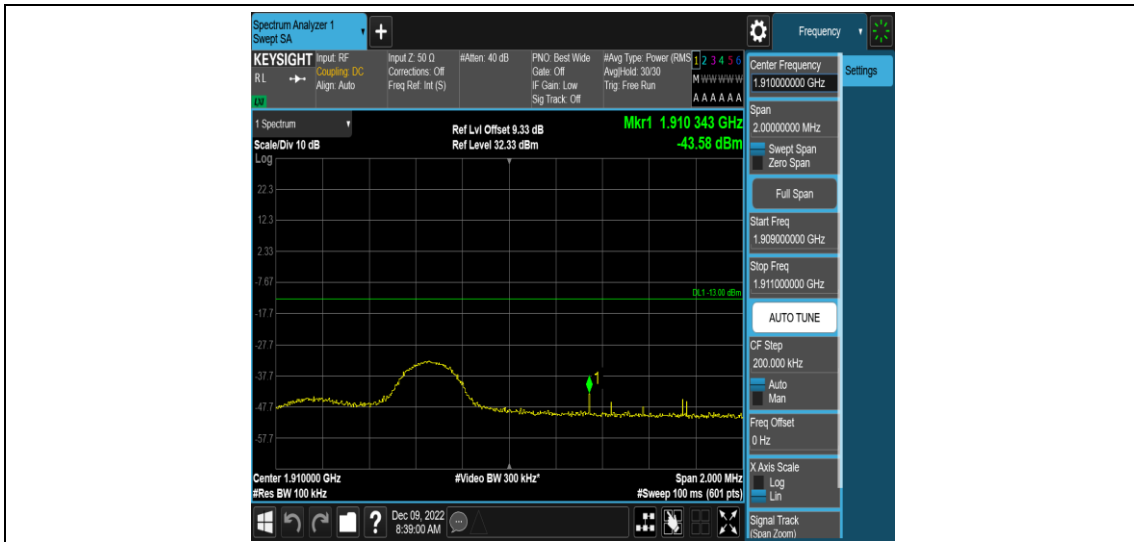 Spectrum Analyzer 1
Swept SA
+
Frequency
KEYSIGHT
RL
LXI
Input: RF
Coupling: DC
Align: Auto
Input Z: 50 Ω
Corrections: Off
Freq Ref: Int (S)
#Atten: 40 dB
PNO: Best Wide
Gate: Off
IF Gain: Low
Sig Track: Off
#Avg Type: Power (RMS
Avg|Hold: 30/30
Trig: Free Run
1 2 3 4 5 6
M W W W W W
A A A A A A
1 Spectrum
Scale/Div 10 dB
Ref Lvl Offset 9.33 dB
Ref Level 32.33 dBm
Mkr1 1.910 343 GHz
-43.58 dBm
Log
22.3
12.3
2.33
-7.67
DL1 -13.00 dBm
-17.7
-27.7
-37.7
1
-47.7
-57.7
Center 1.910000 GHz
#Video BW 300 kHz*
Span 2.000 MHz
#Res BW 100 kHz
#Sweep 100 ms (601 pts)
?
Dec 09, 2022
8:39:00 AM
Center Frequency
1.910000000 GHz
Settings
Span
2.00000000 MHz
Swept Span
Zero Span
Full Span
Start Freq
1.909000000 GHz
Stop Freq
1.911000000 GHz
AUTO TUNE
CF Step
200.000 kHz
Auto
Man
Freq Offset
0 Hz
X Axis Scale
Log
Lin
Signal Track
(Span Zoom)